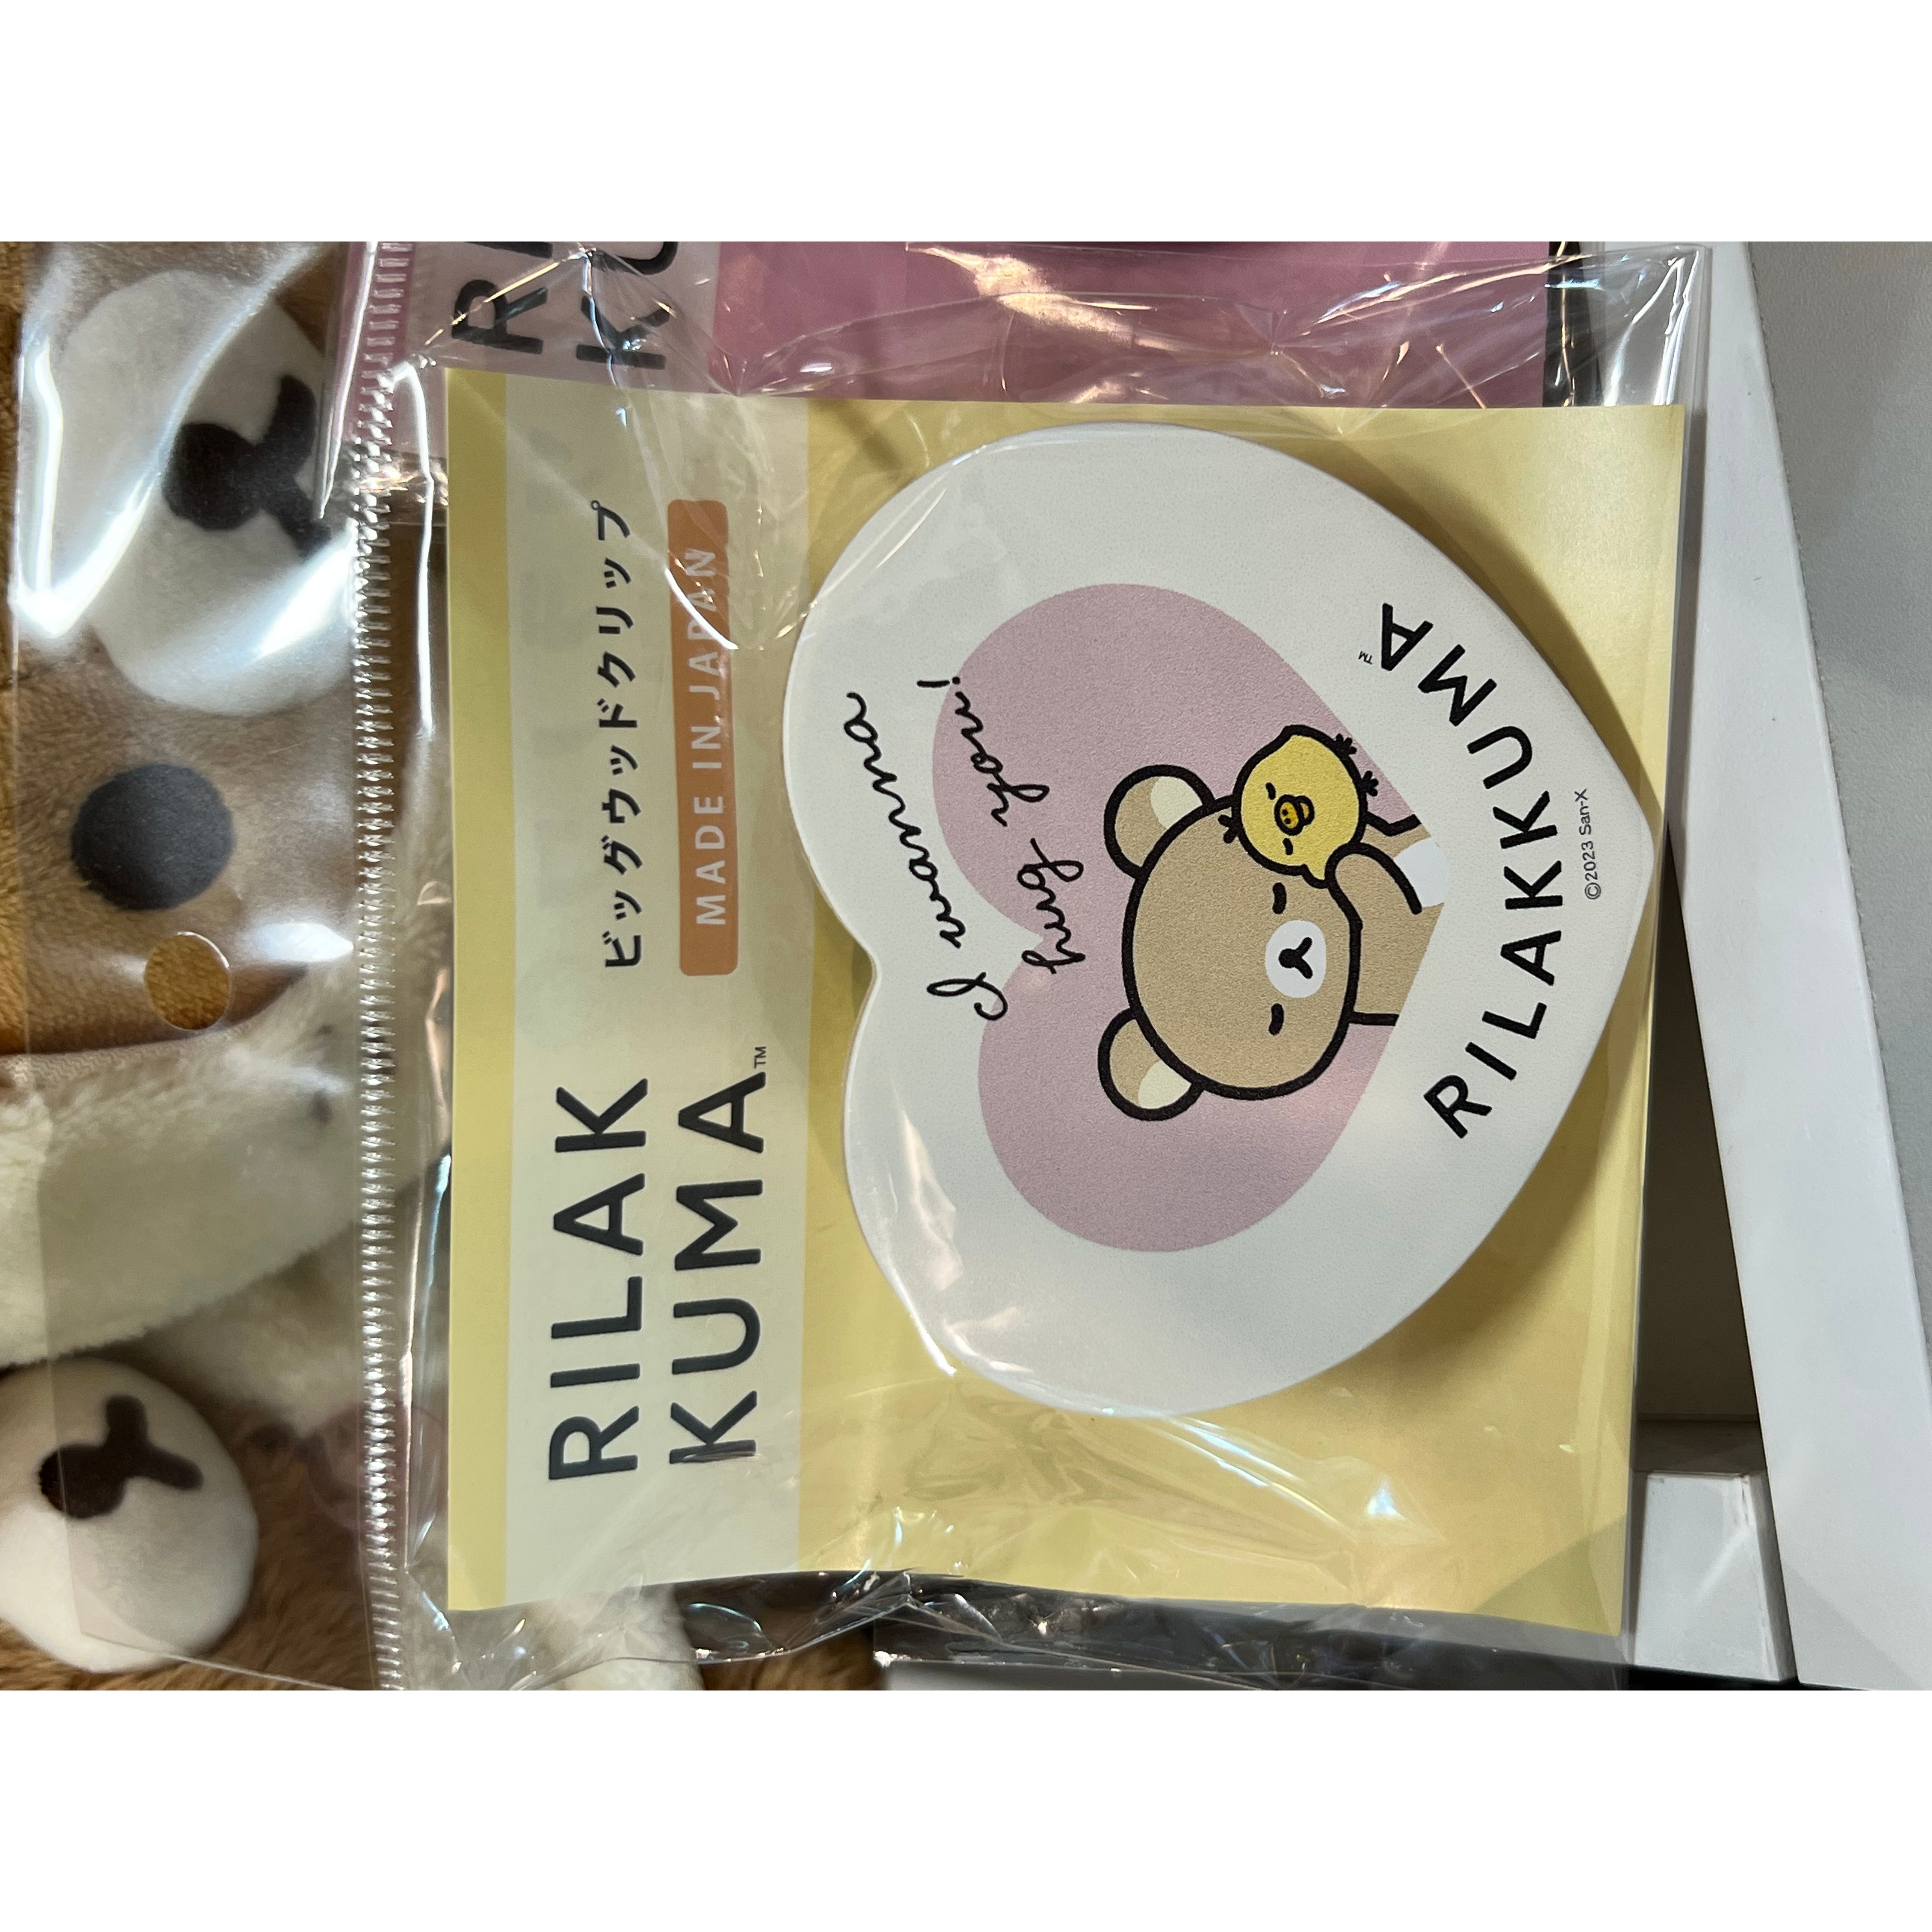 RILAK
KUMA™
ビッグウッドクリップ
MADE IN JAPAN
I wanna
hug you!
RILAKKUMA™
©2023 San-X